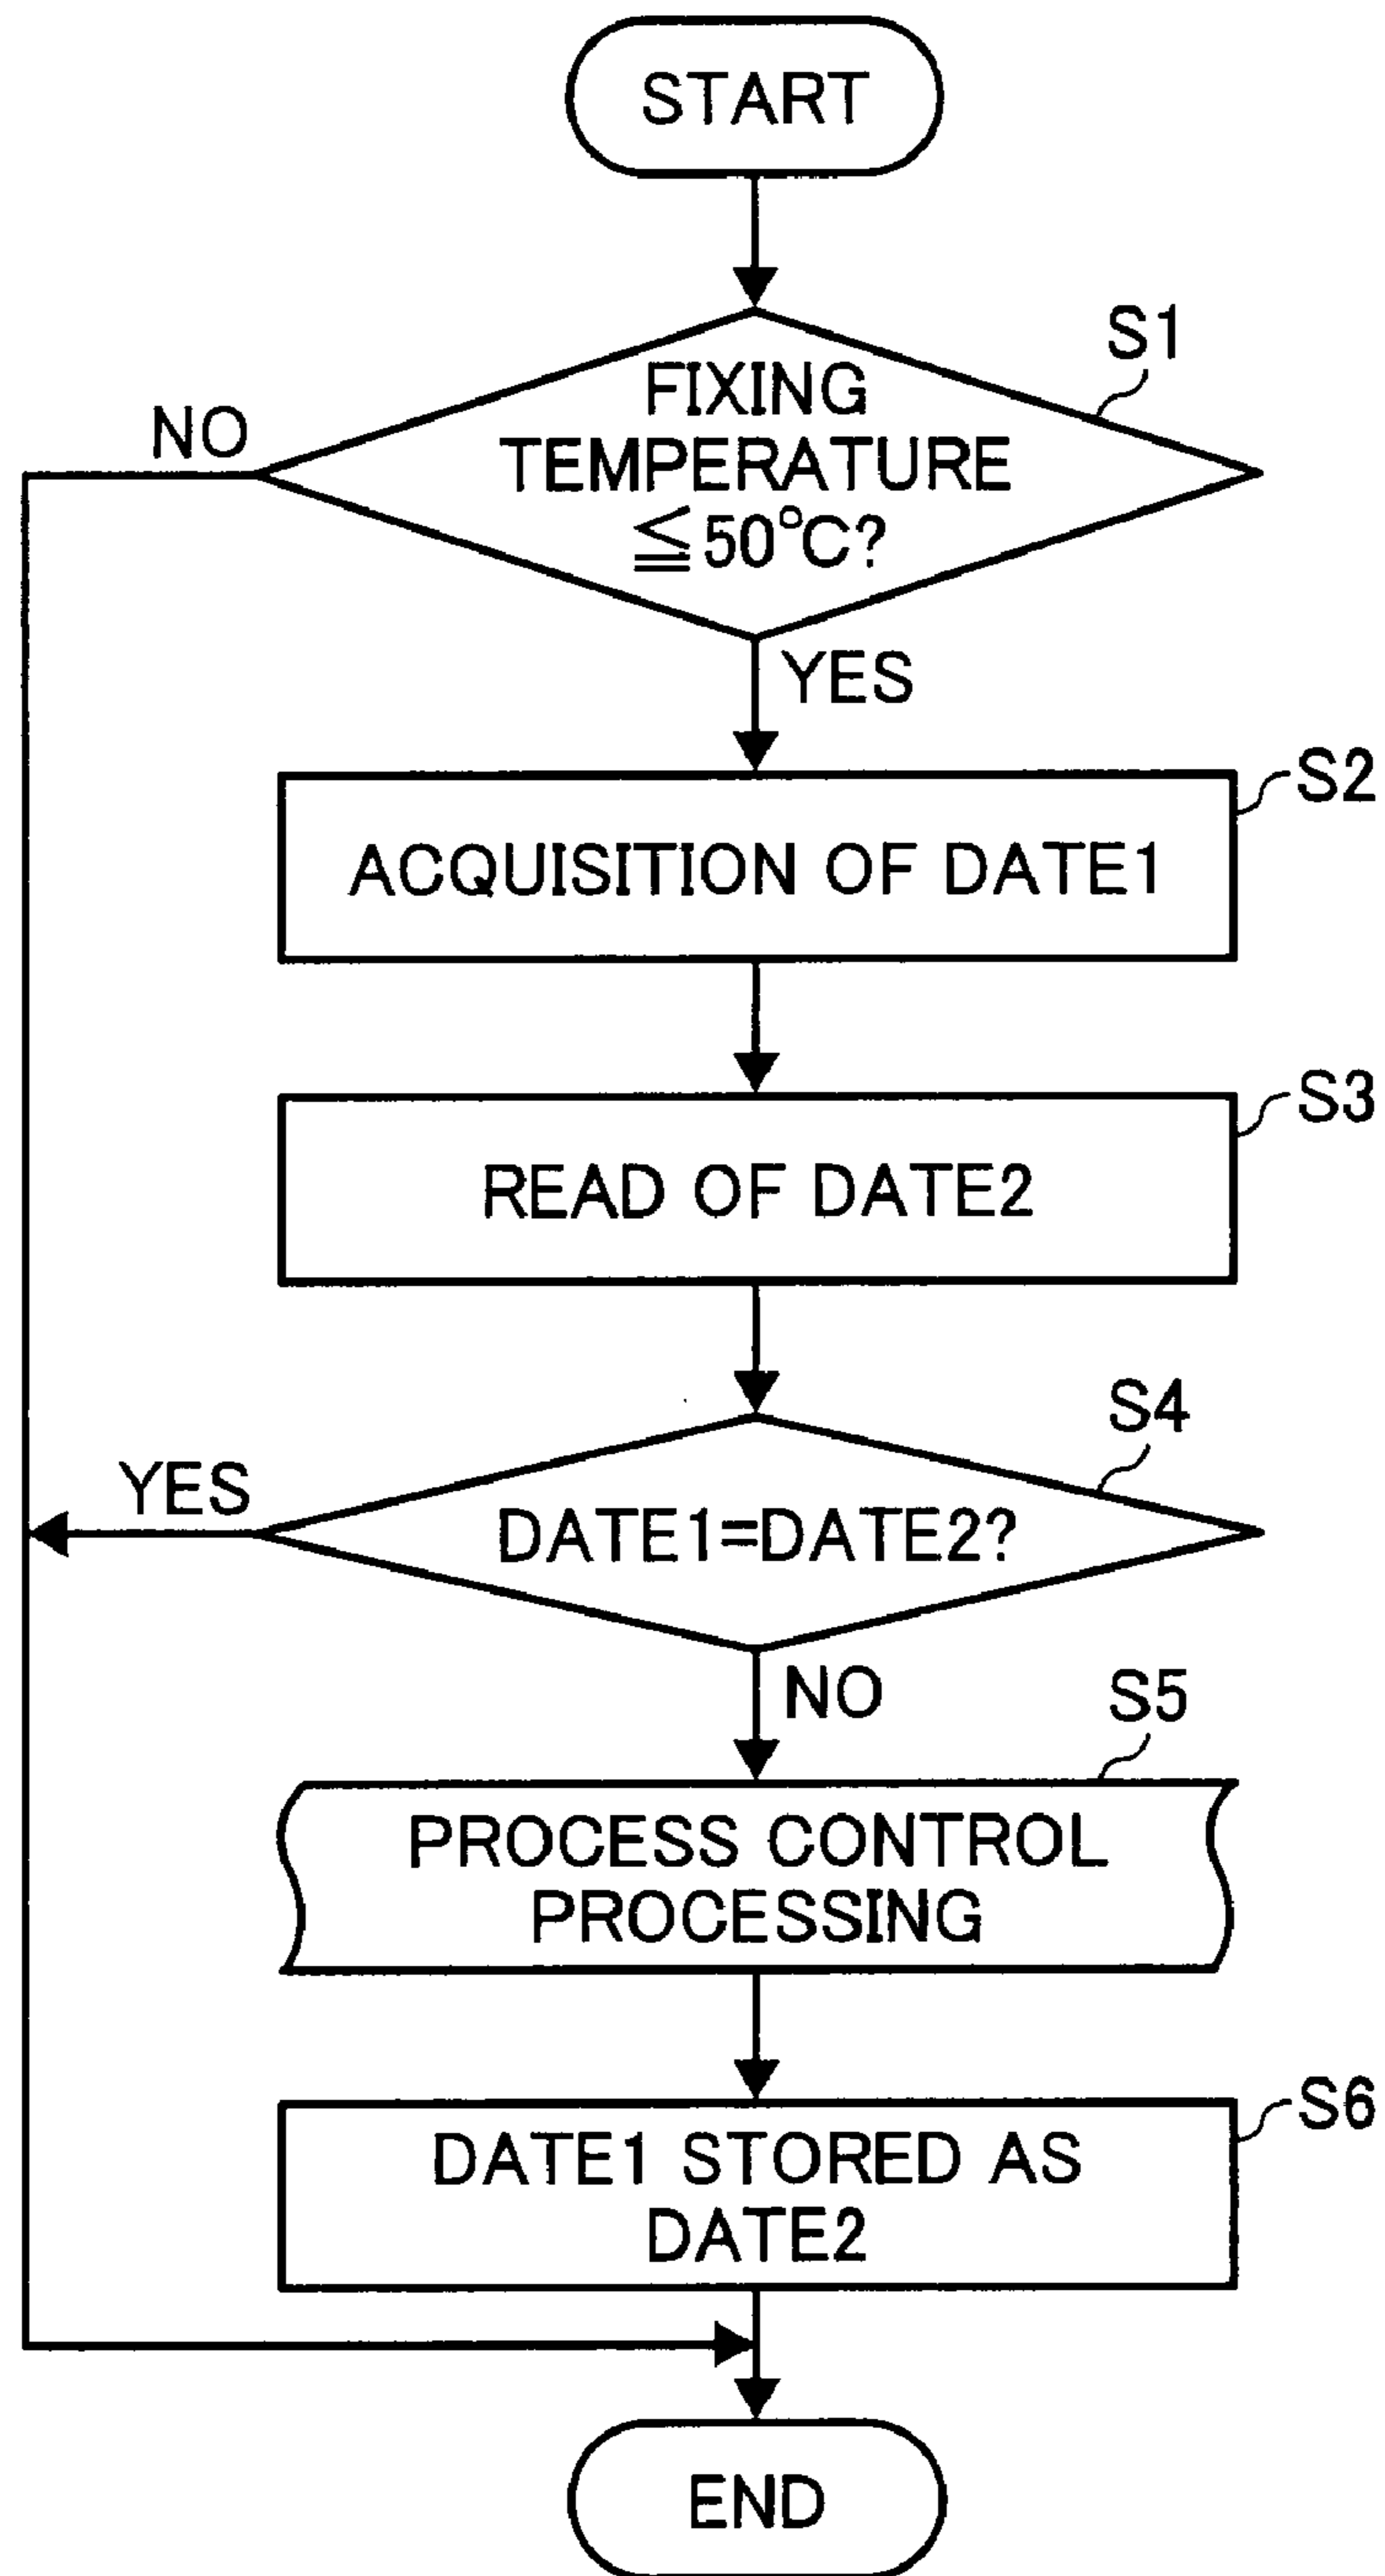 START
S1
FIXING
TEMPERATURE
≦50°C?
NO
YES
S2
ACQUISITION OF DATE1
S3
READ OF DATE2
S4
YES
DATE1=DATE2?
NO
S5
PROCESS CONTROL
PROCESSING
S6
DATE1 STORED AS
DATE2
END